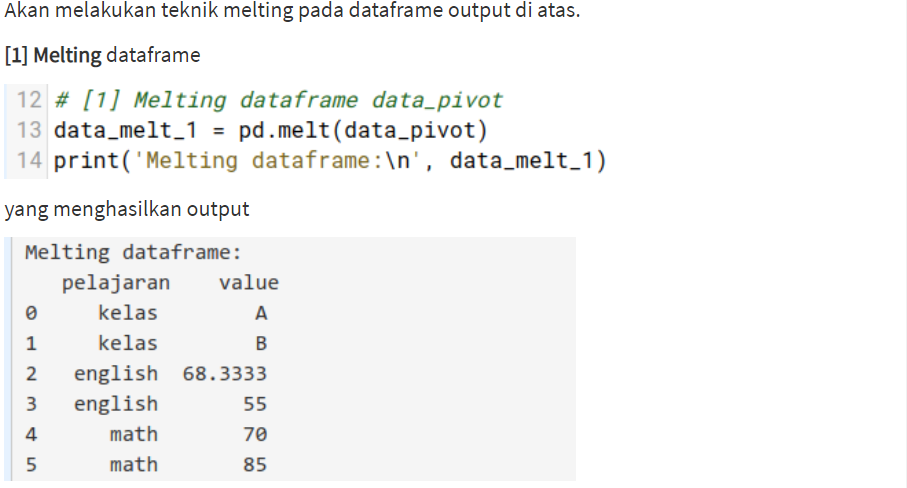 Akan melakukan teknik melting pada dataframe output di atas.
[1] Melting dataframe
12 # [1] Melting dataframe data_pivot
13 data_melt_1 = pd.melt(data_pivot)
14 print('Melting dataframe:\n', data_melt_1)
yang menghasilkan output
Melting dataframe:
pelajaran value
0 kelas A
1 kelas B
2 english 68.3333
3 english 55
4 math 70
5 math 85